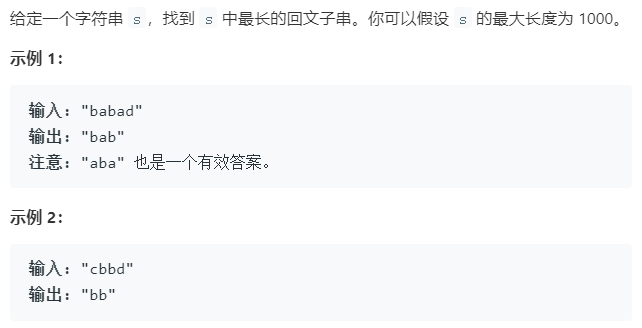 给定一个字符串 s，找到 s 中最长的回文子串。你可以假设 s 的最大长度为 1000。
示例 1：
输入："babad"
输出："bab"
注意："aba" 也是一个有效答案。
示例 2：
输入："cbbd"
输出："bb"